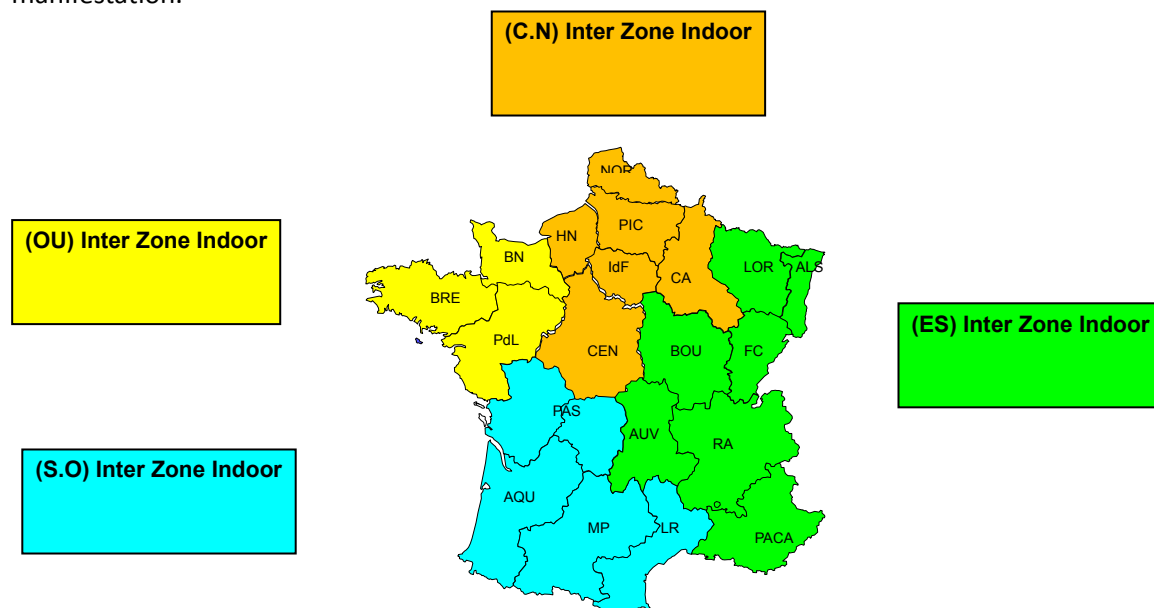 manifestation.
(C.N) Inter Zone Indoor
(OU) Inter Zone Indoor
(ES) Inter Zone Indoor
(S.O) Inter Zone Indoor
NOR
PIC
HN
IdF
CA
BN
LOR
ALS
BRE
PdL
CEN
BOU
FC
PAS
AUV
RA
AQU
MP
LR
PACA